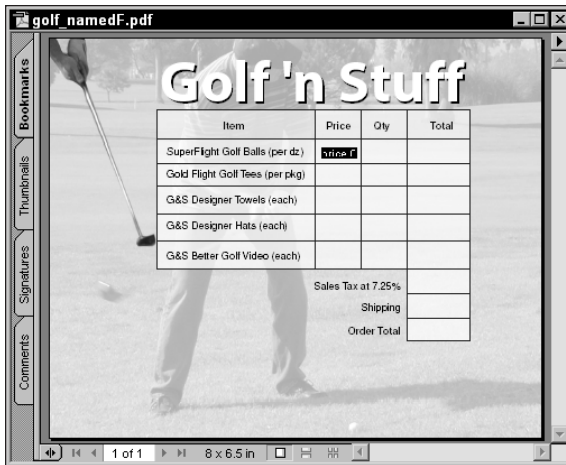 golf_namedF.pdf
Bookmarks
Thumbnails
Signatures
Comments
Golf 'n Stuff
Item Price Qty Total
SuperFlight Golf Balls (per dz)
Gold Flight Golf Tees (per pkg)
G&S Designer Towels (each)
G&S Designer Hats (each)
G&S Better Golf Video (each)
Sales Tax at 7.25%
Shipping
Order Total
1 of 1 8 x 6.5 in